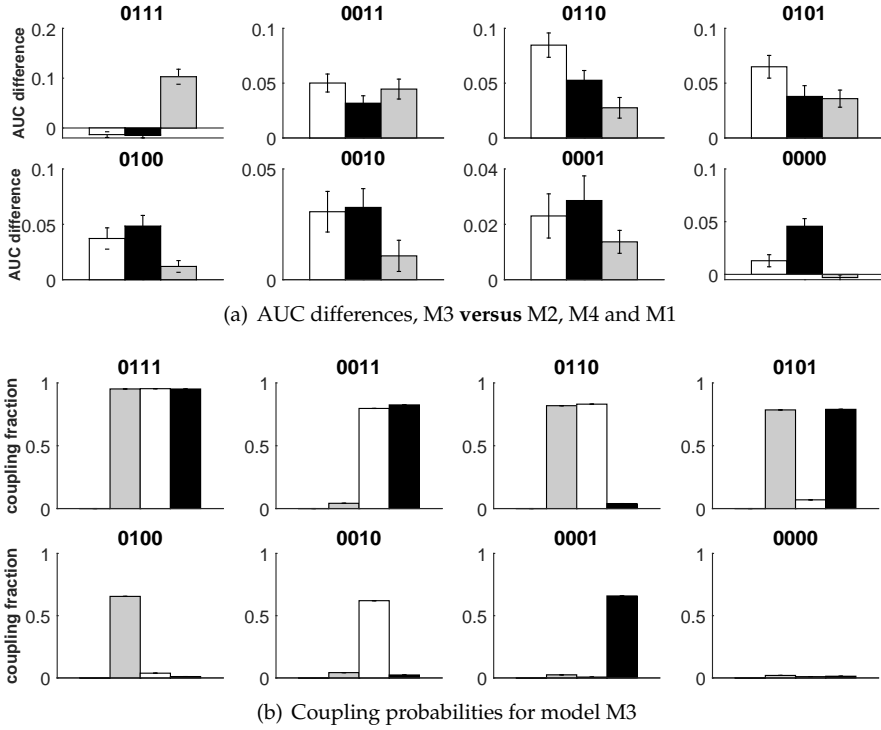 0111 0011 0110 0101
AUC difference
0.2 0.1 0
0.1 0.05 0
0.1 0.05 0
0.1 0.05 0
0100 0010 0001 0000
AUC difference
0.1 0.05 0
0.05 0
0.04 0.02 0
0.1 0.05 0
(a) AUC differences, M3 versus M2, M4 and M1
0111 0011 0110 0101
coupling fraction
1 0.5 0
1 0.5 0
1 0.5 0
1 0.5 0
0100 0010 0001 0000
coupling fraction
1 0.5 0
1 0.5 0
1 0.5 0
1 0.5 0
(b) Coupling probabilities for model M3